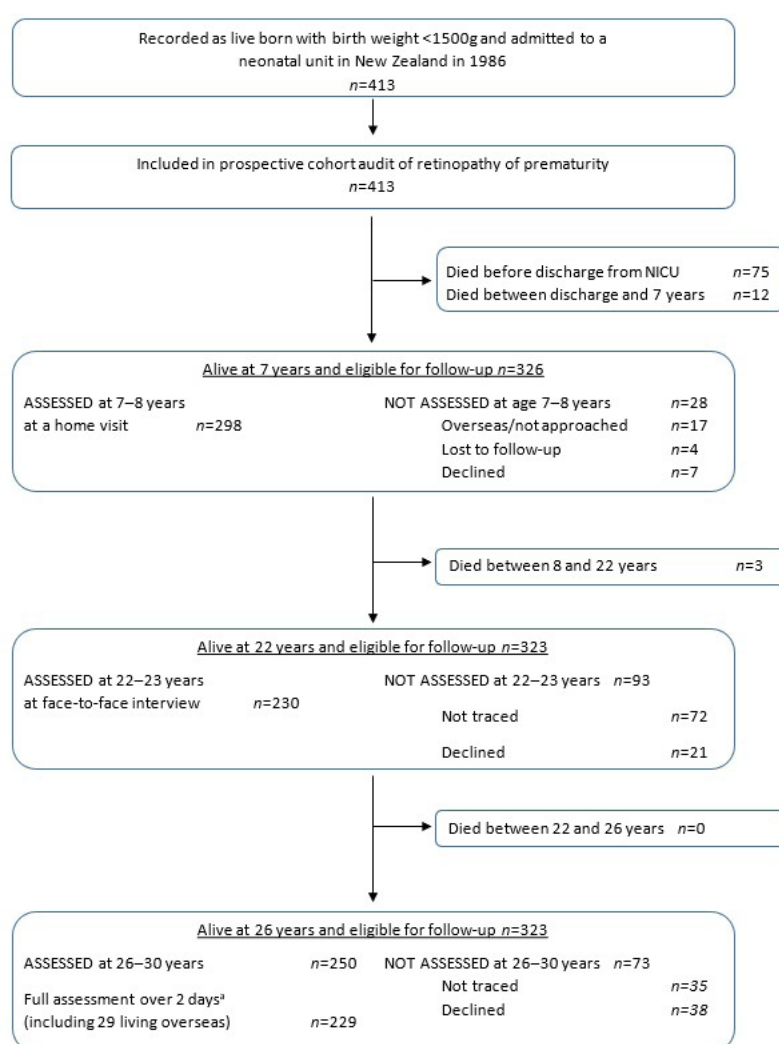 Recorded as live born with birth weight <1500g and admitted to a
neonatal unit in New Zealand in 1986
n=413
Included in prospective cohort audit of retinopathy of prematurity
n=413
Died before discharge from NICU n=75
Died between discharge and 7 years n=12
Alive at 7 years and eligible for follow-up n=326
ASSESSED at 7–8 years
at a home visit n=298
NOT ASSESSED at age 7–8 years n=28
Overseas/not approached n=17
Lost to follow-up n=4
Declined n=7
Died between 8 and 22 years n=3
Alive at 22 years and eligible for follow-up n=323
ASSESSED at 22–23 years
at face-to-face interview n=230
NOT ASSESSED at 22–23 years n=93
Not traced n=72
Declined n=21
Died between 22 and 26 years n=0
Alive at 26 years and eligible for follow-up n=323
ASSESSED at 26–30 years n=250
Full assessment over 2 daysᵃ
(including 29 living overseas) n=229
NOT ASSESSED at 26–30 years n=73
Not traced n=35
Declined n=38